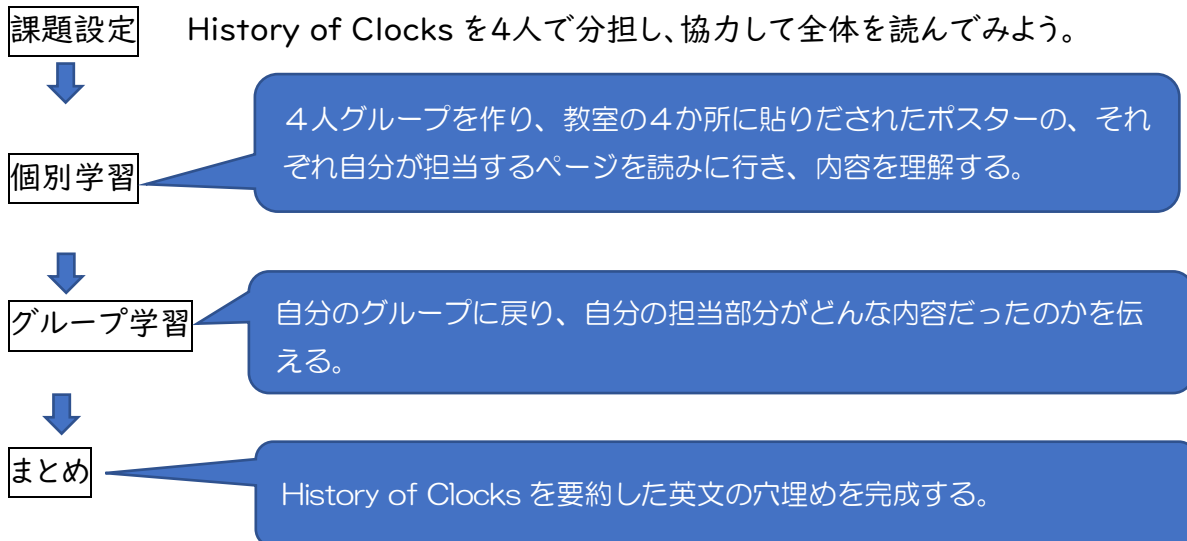 課題設定 History of Clocks を4人で分担し、協力して全体を読んでみよう。
４人グループを作り、教室の４か所に貼りだされたポスターの、それ
ぞれ自分が担当するページを読みに行き、内容を理解する。
個別学習
自分のグループに戻り、自分の担当部分がどんな内容だったのかを伝
える。
グループ学習
まとめ
History of Clocks を要約した英文の穴埋めを完成する。